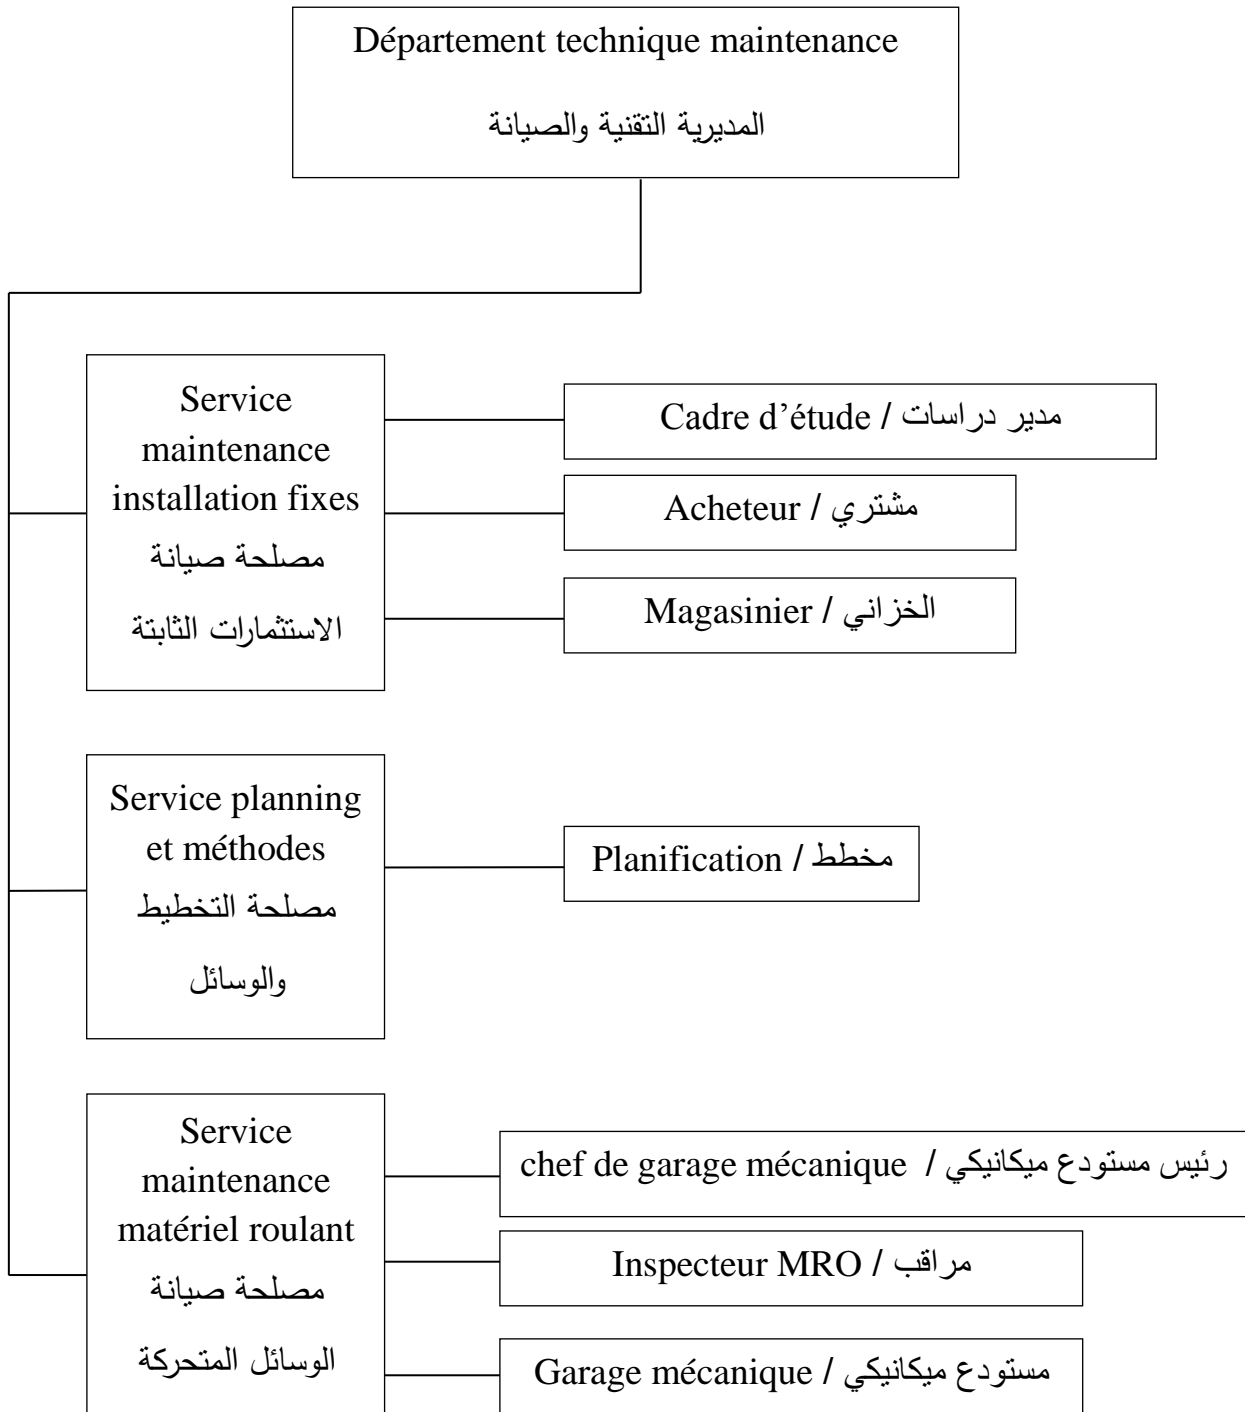 Département technique maintenance
المديرية التقنية والصيانة
Service
maintenance
installation fixes
مصلحة صيانة
الاستثمارات الثابتة
Cadre d’étude / مدير دراسات
Acheteur / مشتري
Magasinier / الخزاني
Service planning
et méthodes
مصلحة التخطيط
والوسائل
Planification / مخطط
Service
maintenance
matériel roulant
مصلحة صيانة
الوسائل المتحركة
chef de garage mécanique / رئيس مستودع ميكانيكي
Inspecteur MRO / مراقب
Garage mécanique / مستودع ميكانيكي